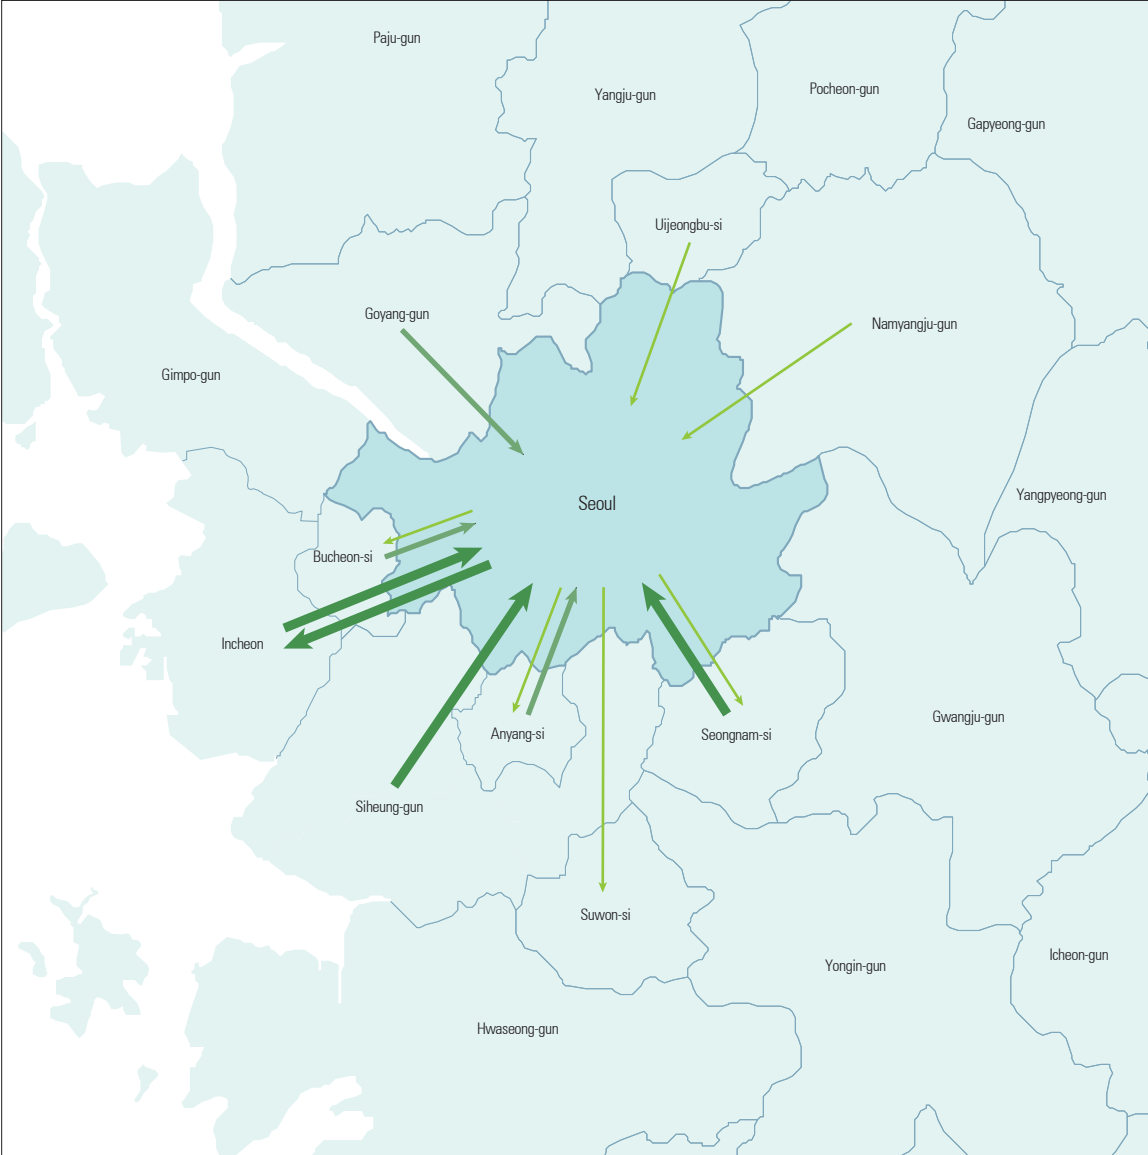 Paju-gun
Yangju-gun
Pocheon-gun
Gapyeong-gun
Uijeongbu-si
Goyang-gun
Namyangju-gun
Gimpo-gun
Yangpyeong-gun
Seoul
Bucheon-si
Incheon
Gwangju-gun
Anyang-si
Seongnam-si
Siheung-gun
Suwon-si
Icheon-gun
Yongin-gun
Hwaseong-gun